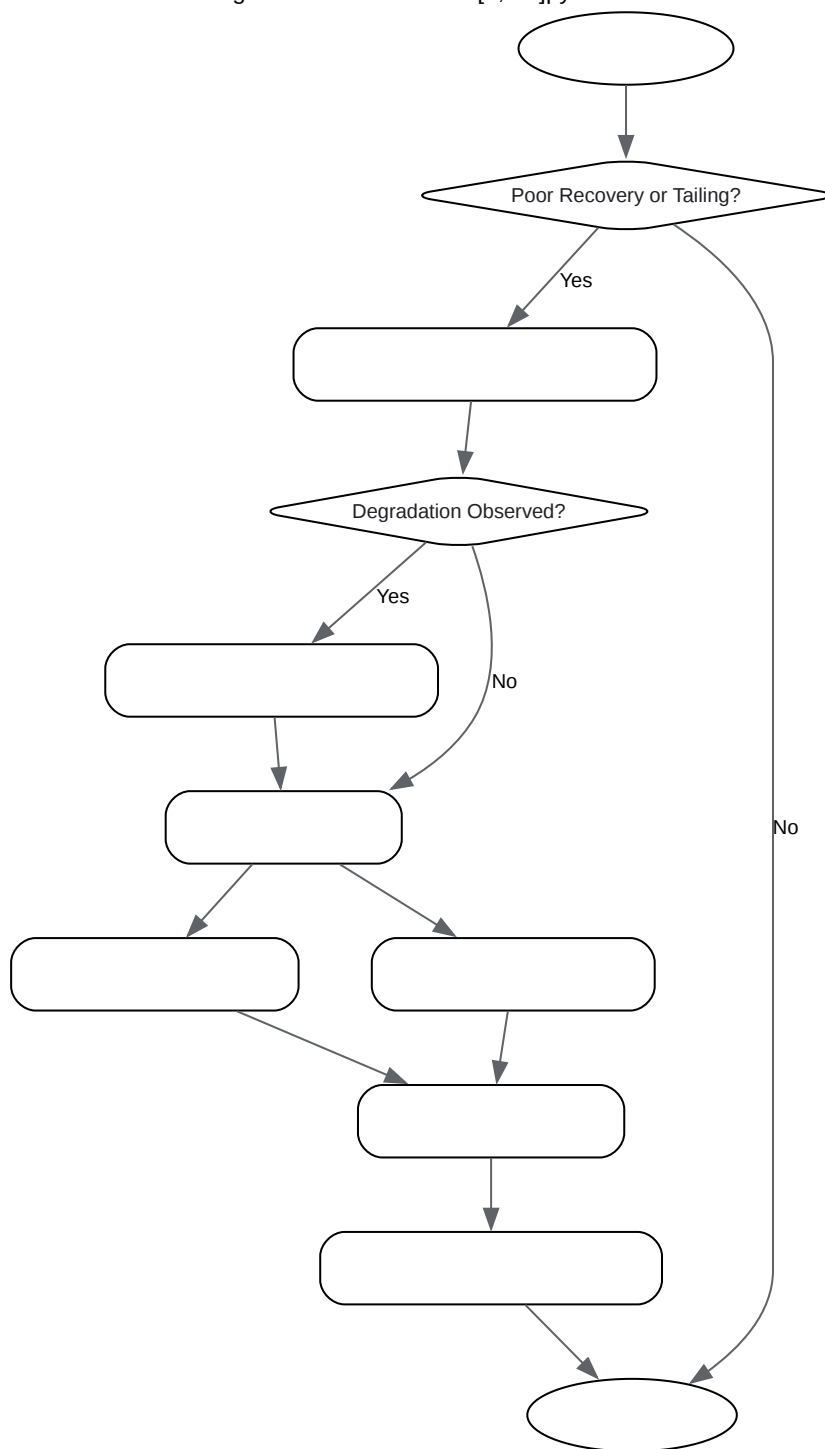 Poor Recovery or Tailing?
Yes
Degradation Observed?
Yes
No
No